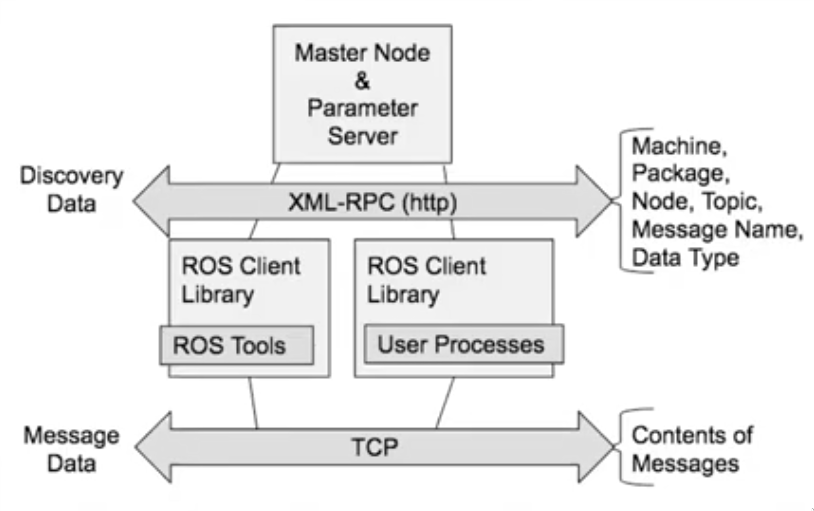 Master Node
&
Parameter
Server
Discovery
Data
XML-RPC (http)
Machine,
Package,
Node, Topic,
Message Name,
Data Type
ROS Client
Library
ROS Tools
ROS Client
Library
User Processes
Message
Data
TCP
Contents of
Messages